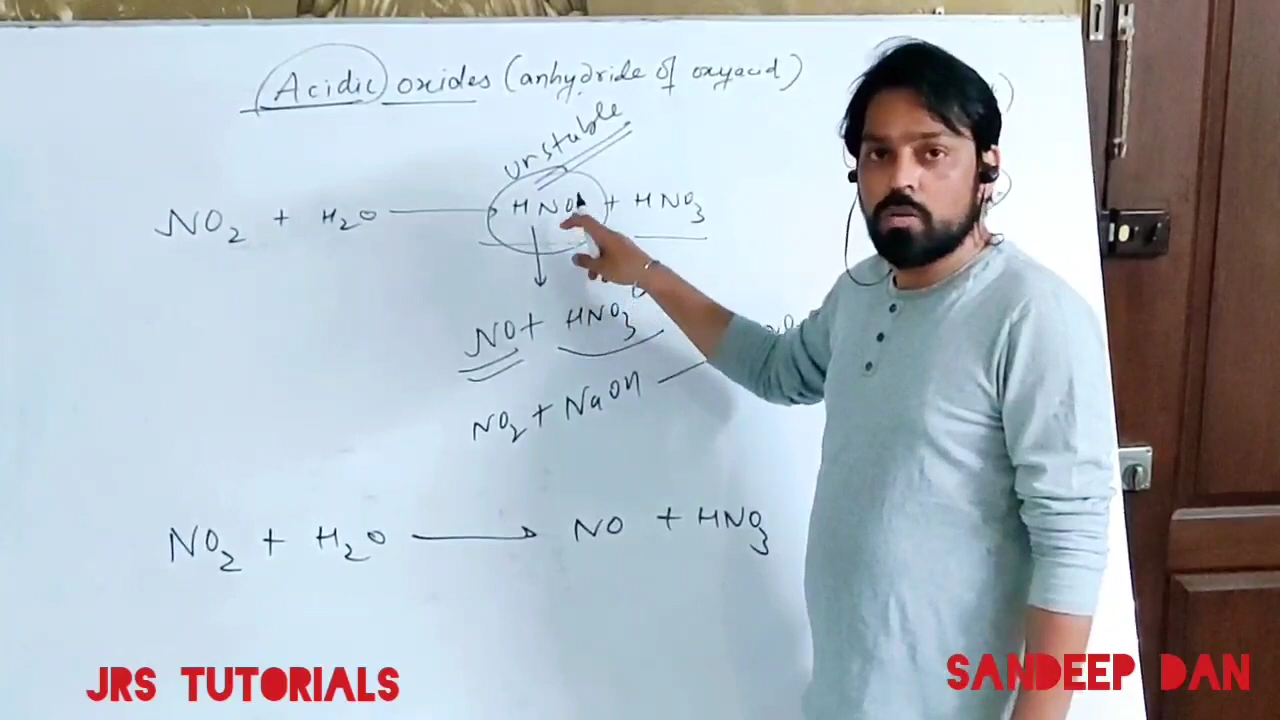 Acidic oxides (anhydride of oxyacid)
unstable
NO2 + H2O → HNO + HNO3
NO + HNO3
NO2 + NaOH —
NO2 + H2O → NO + HNO3
JRS TUTORIALS
SANDEEP DAN